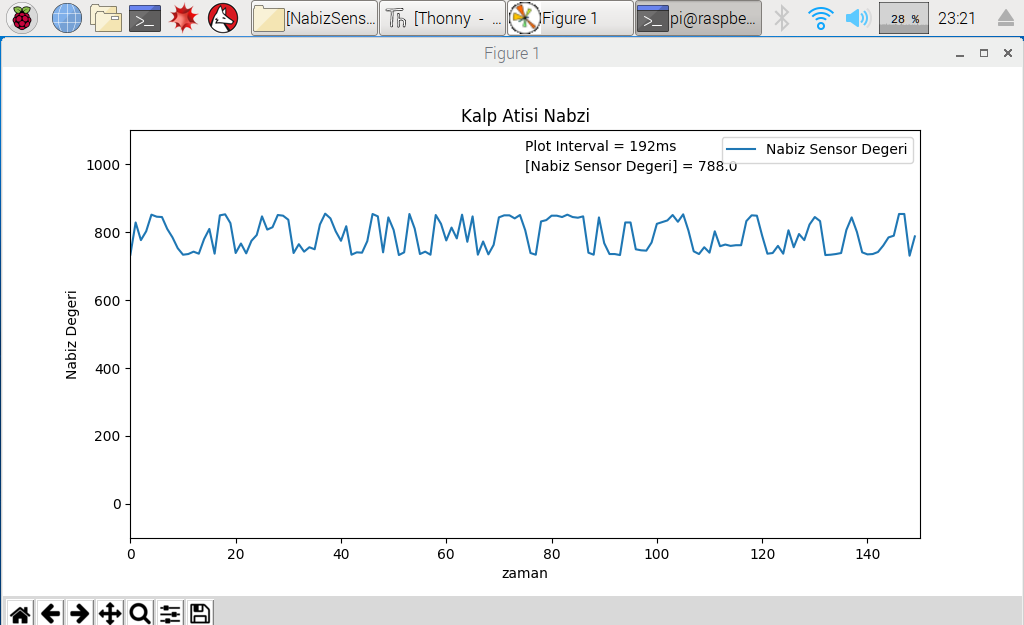 [NabizSens... [Thonny - ... Figure 1 pi@raspbe... 28 % 23:21
Figure 1
Kalp Atisi Nabzi
Plot Interval = 192ms
[Nabiz Sensor Degeri] = 788.0
Nabiz Sensor Degeri
1000
800
600
400
200
0
Nabiz Degeri
0 20 40 60 80 100 120 140
zaman